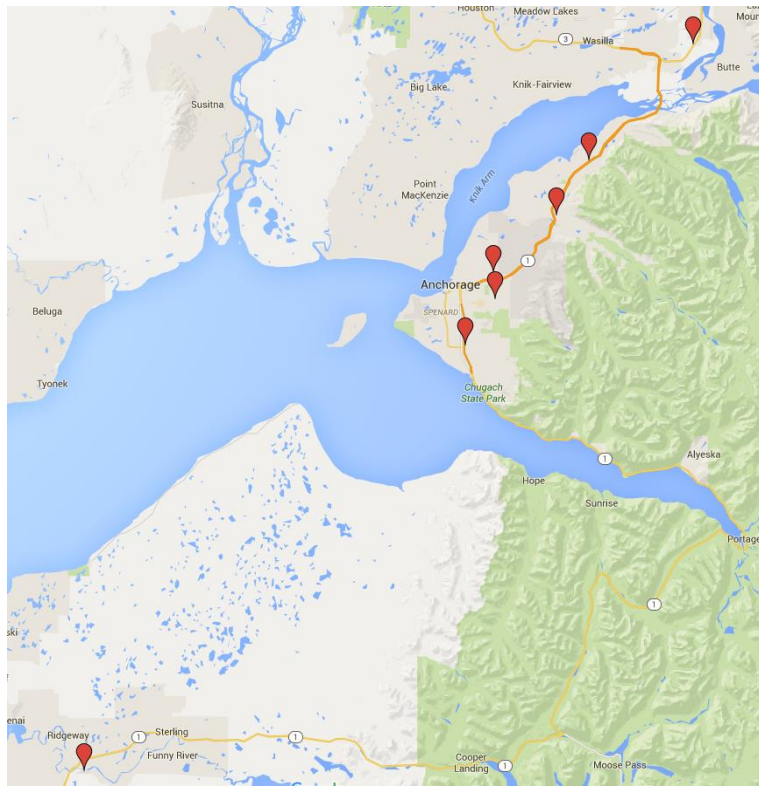 Houston
Meadow Lakes
3
Wasilla
Butte
Big Lake
Knik-Fairview
Susitna
Point
MacKenzie
Knik Arm
1
Anchorage
SPENARD
Beluga
Tyonek
Chugach
State Park
1
Alyeska
Hope
Sunrise
Portage
1
ski
enai
Ridgeway
1
Sterling
1
Funny River
Cooper
Landing
Moose Pass